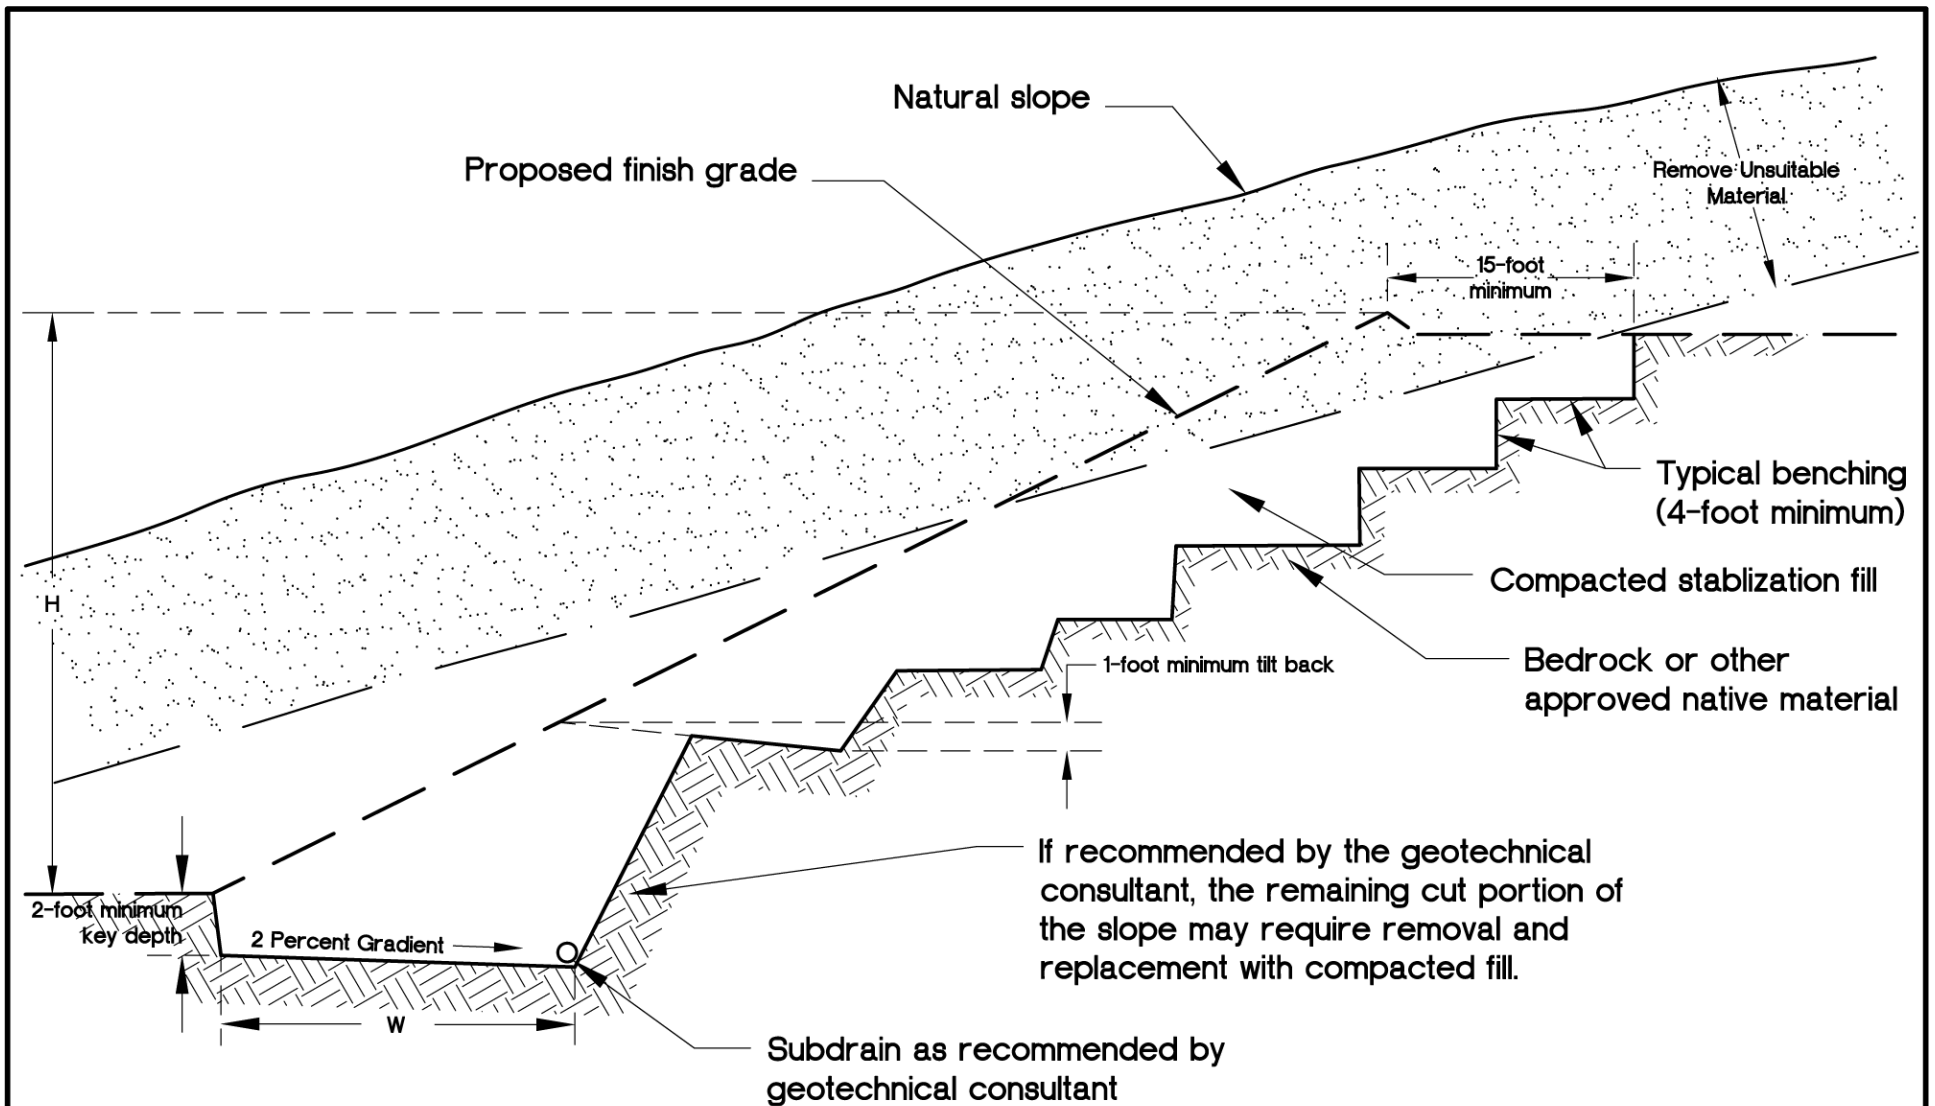 Natural slope
Proposed finish grade
Remove Unsuitable
Material
15-foot
minimum
H
Typical benching
(4-foot minimum)
Compacted stablization fill
Bedrock or other
approved native material
1-foot minimum tilt back
If recommended by the geotechnical
consultant, the remaining cut portion of
the slope may require removal and
replacement with compacted fill.
2-foot minimum
key depth
2 Percent Gradient
W
Subdrain as recommended by
geotechnical consultant